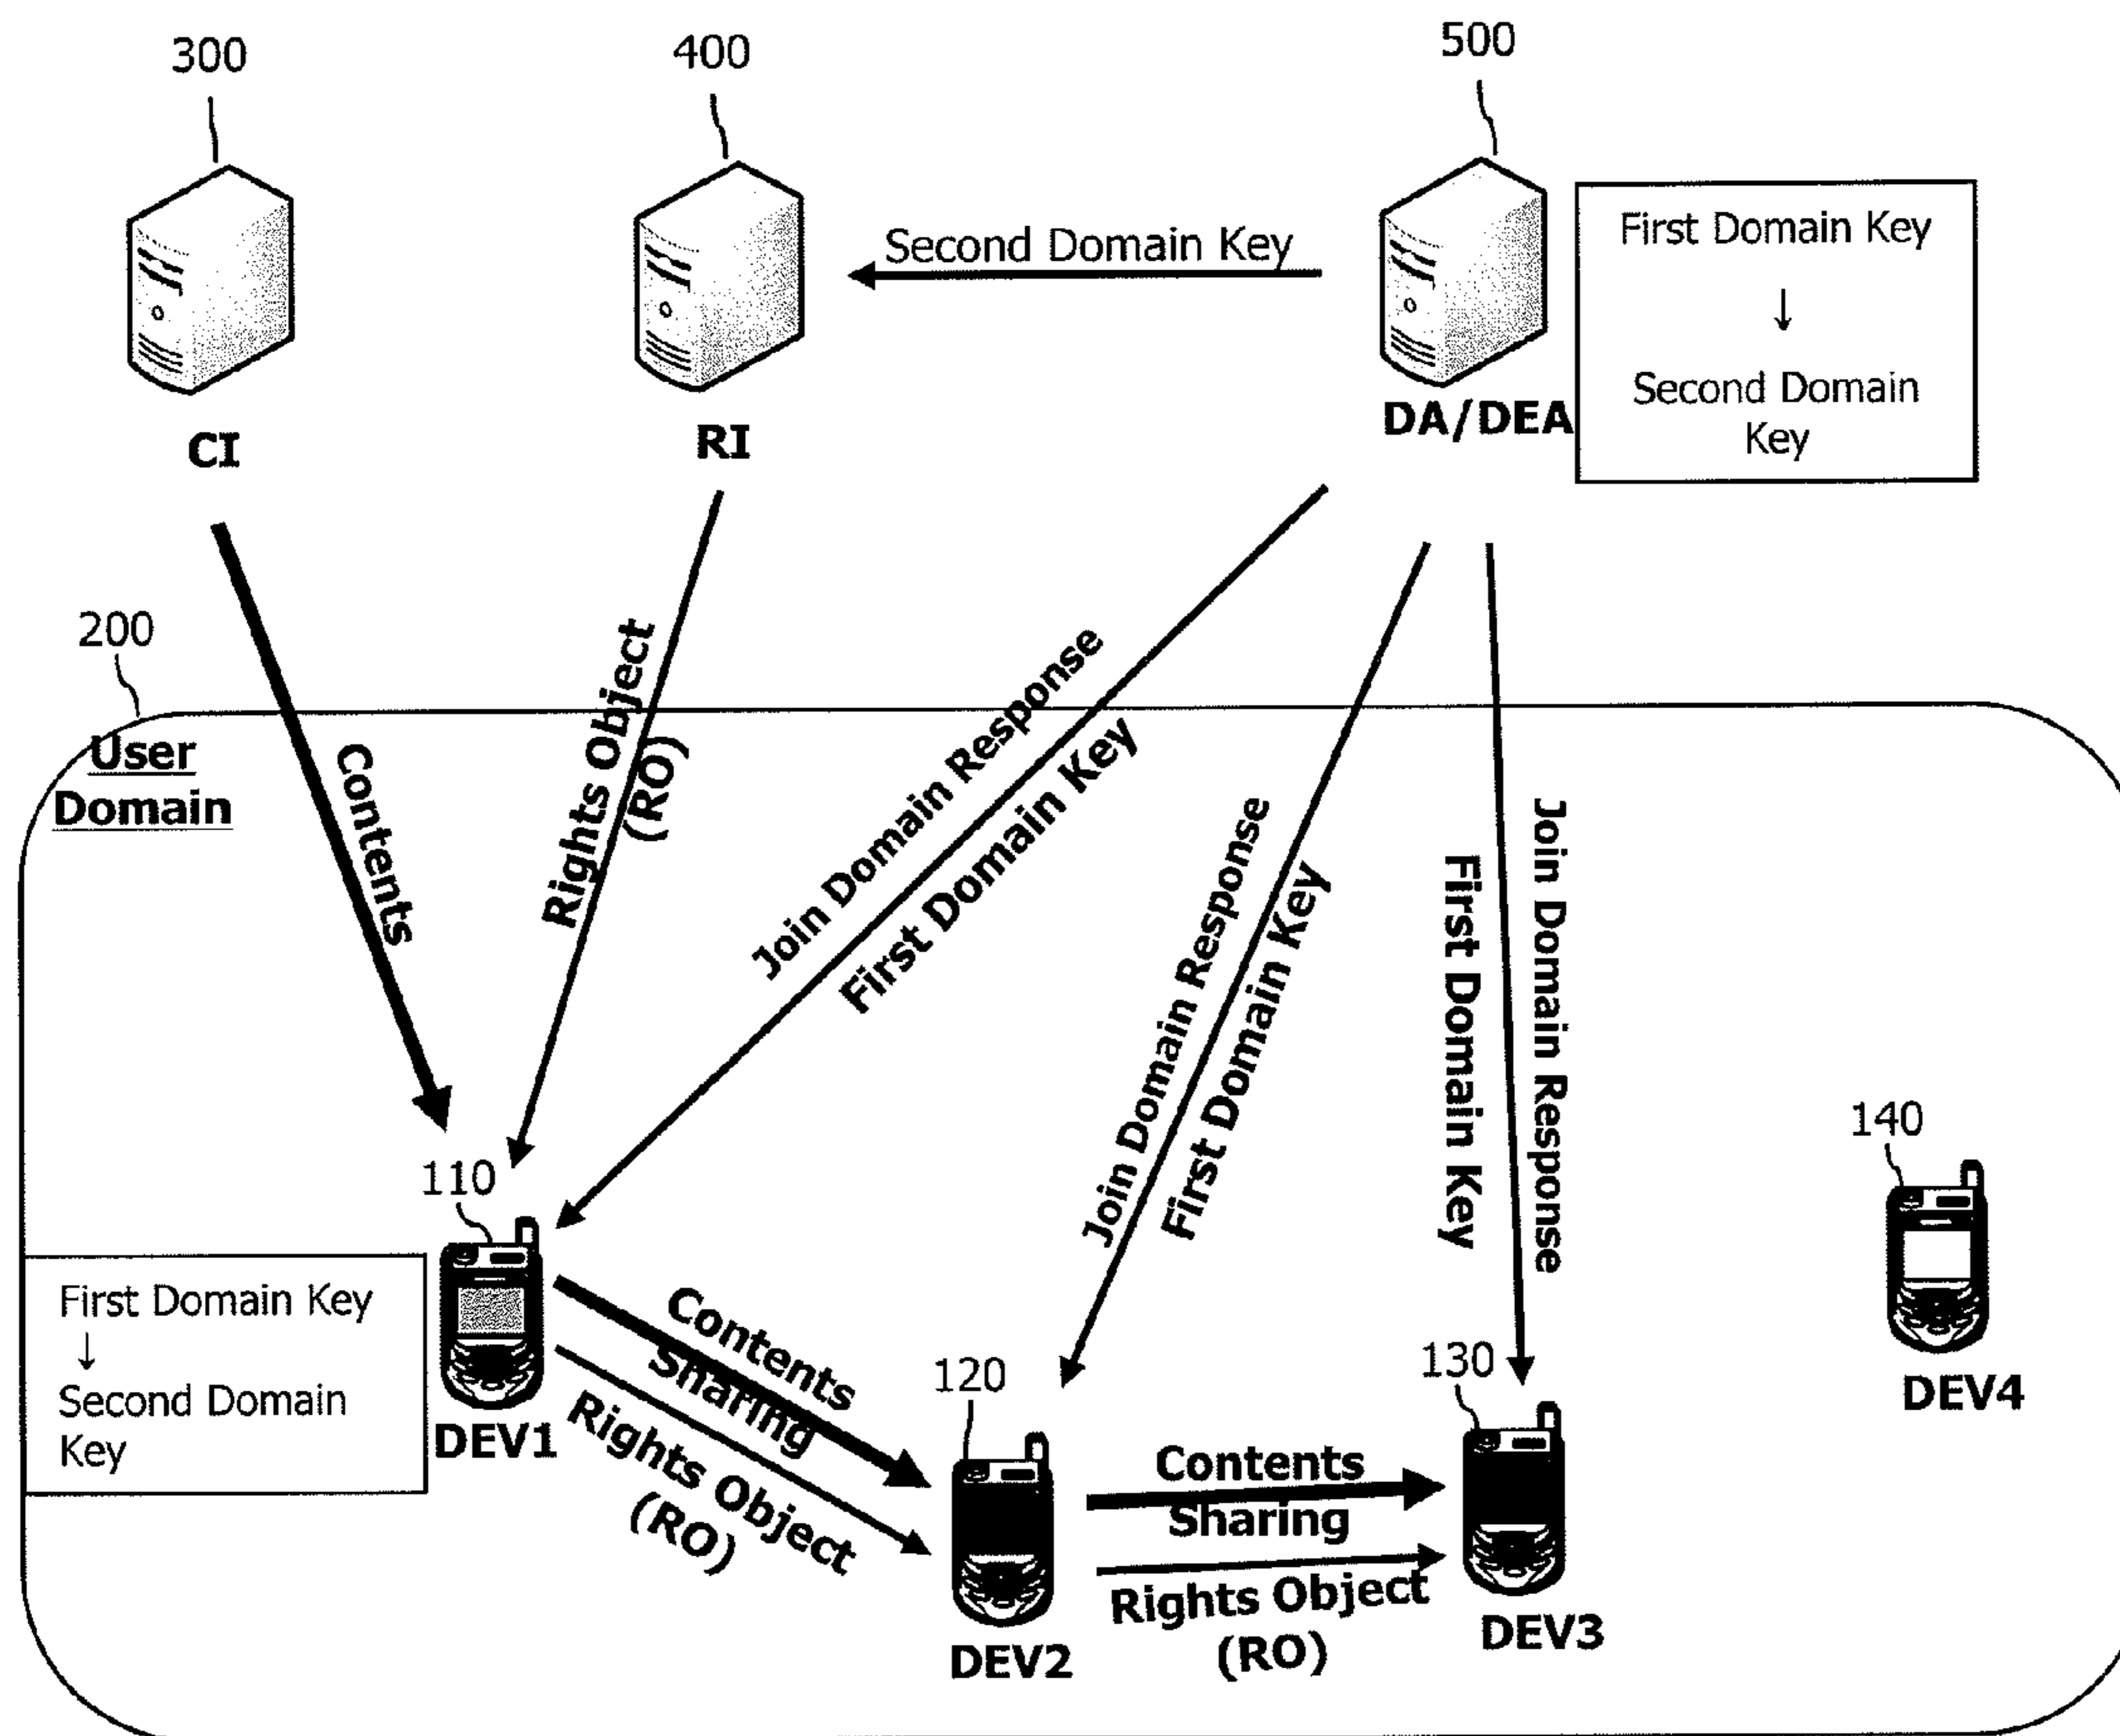 300
400
500
Second Domain Key
First Domain Key
↓
Second Domain
Key
CI
RI
DA/DEA
200
User
Domain
Contents
Rights Object
(RO)
Join Domain Response
First Domain Key
Join Domain Response
First Domain Key
Join Domain Response
First Domain Key
110
First Domain Key
↓
Second Domain
Key
DEV1
Contents
Sharing
Rights Object
(RO)
120
DEV2
Contents
Sharing
Rights Object
(RO)
130
DEV3
140
DEV4